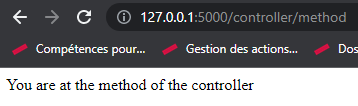 127.0.0.1:5000/controller/method
Compétences pour... Gestion des actions... Dos
You are at the method of the controller